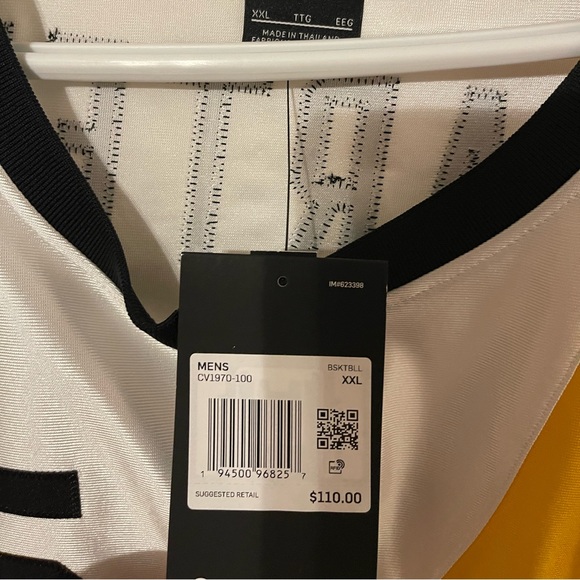 XXL TTG EEG
MADE IN THAILAND
IM#623398
MENS BSKTBLL
CV1970-100 XXL
1 94500 96825 7
SUGGESTED RETAIL $110.00